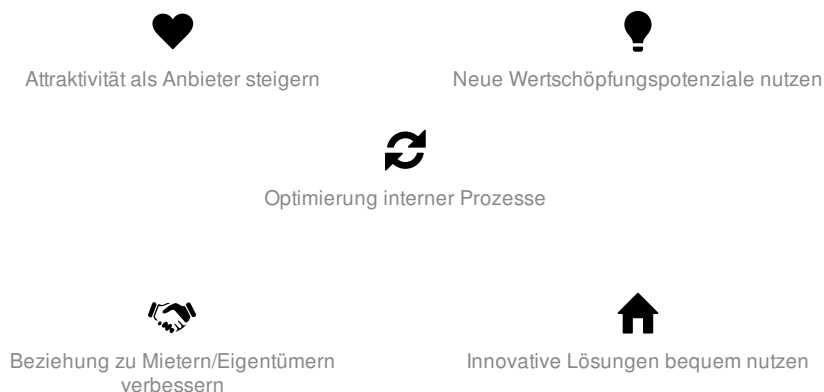 Attraktivität als Anbieter steigern
Neue Wertschöpfungspotenziale nutzen
Optimierung interner Prozesse
Beziehung zu Mietern/Eigentümern
verbessern
Innovative Lösungen bequem nutzen